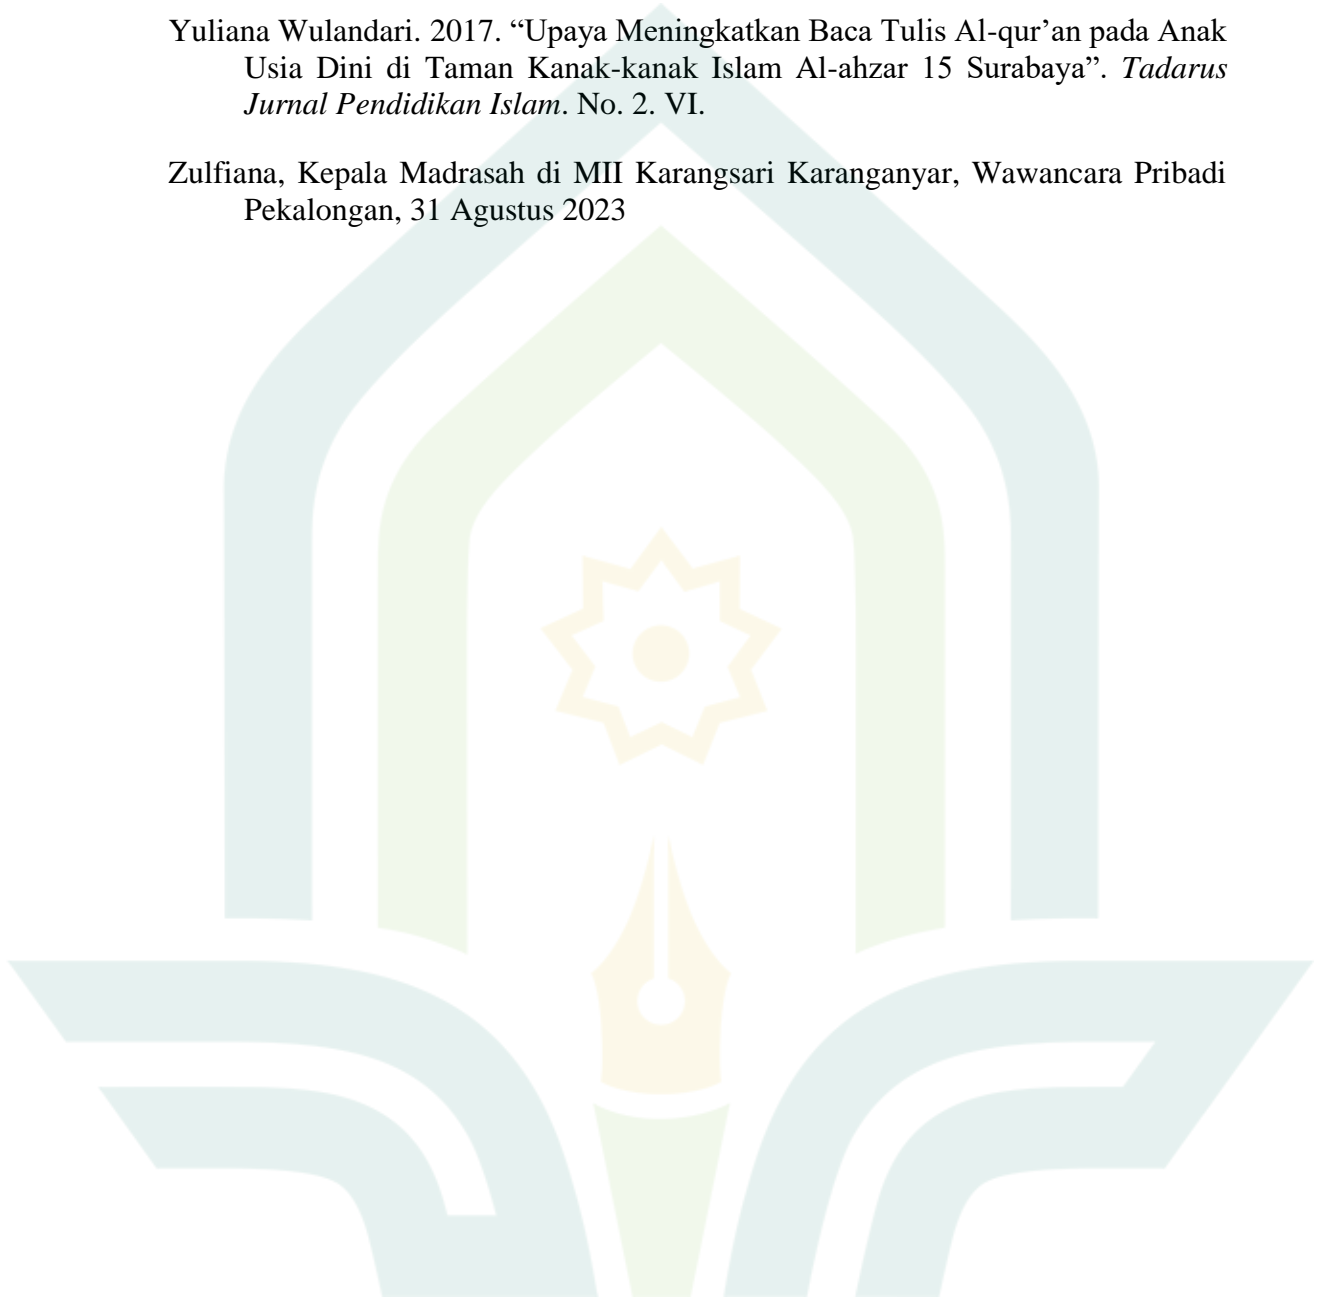 Yuliana Wulandari. 2017. “Upaya Meningkatkan Baca Tulis Al-qur’an pada Anak
Usia Dini di Taman Kanak-kanak Islam Al-ahzar 15 Surabaya”. Tadarus
Jurnal Pendidikan Islam. No. 2. VI.
Zulfiana, Kepala Madrasah di MII Karangsari Karanganyar, Wawancara Pribadi
Pekalongan, 31 Agustus 2023